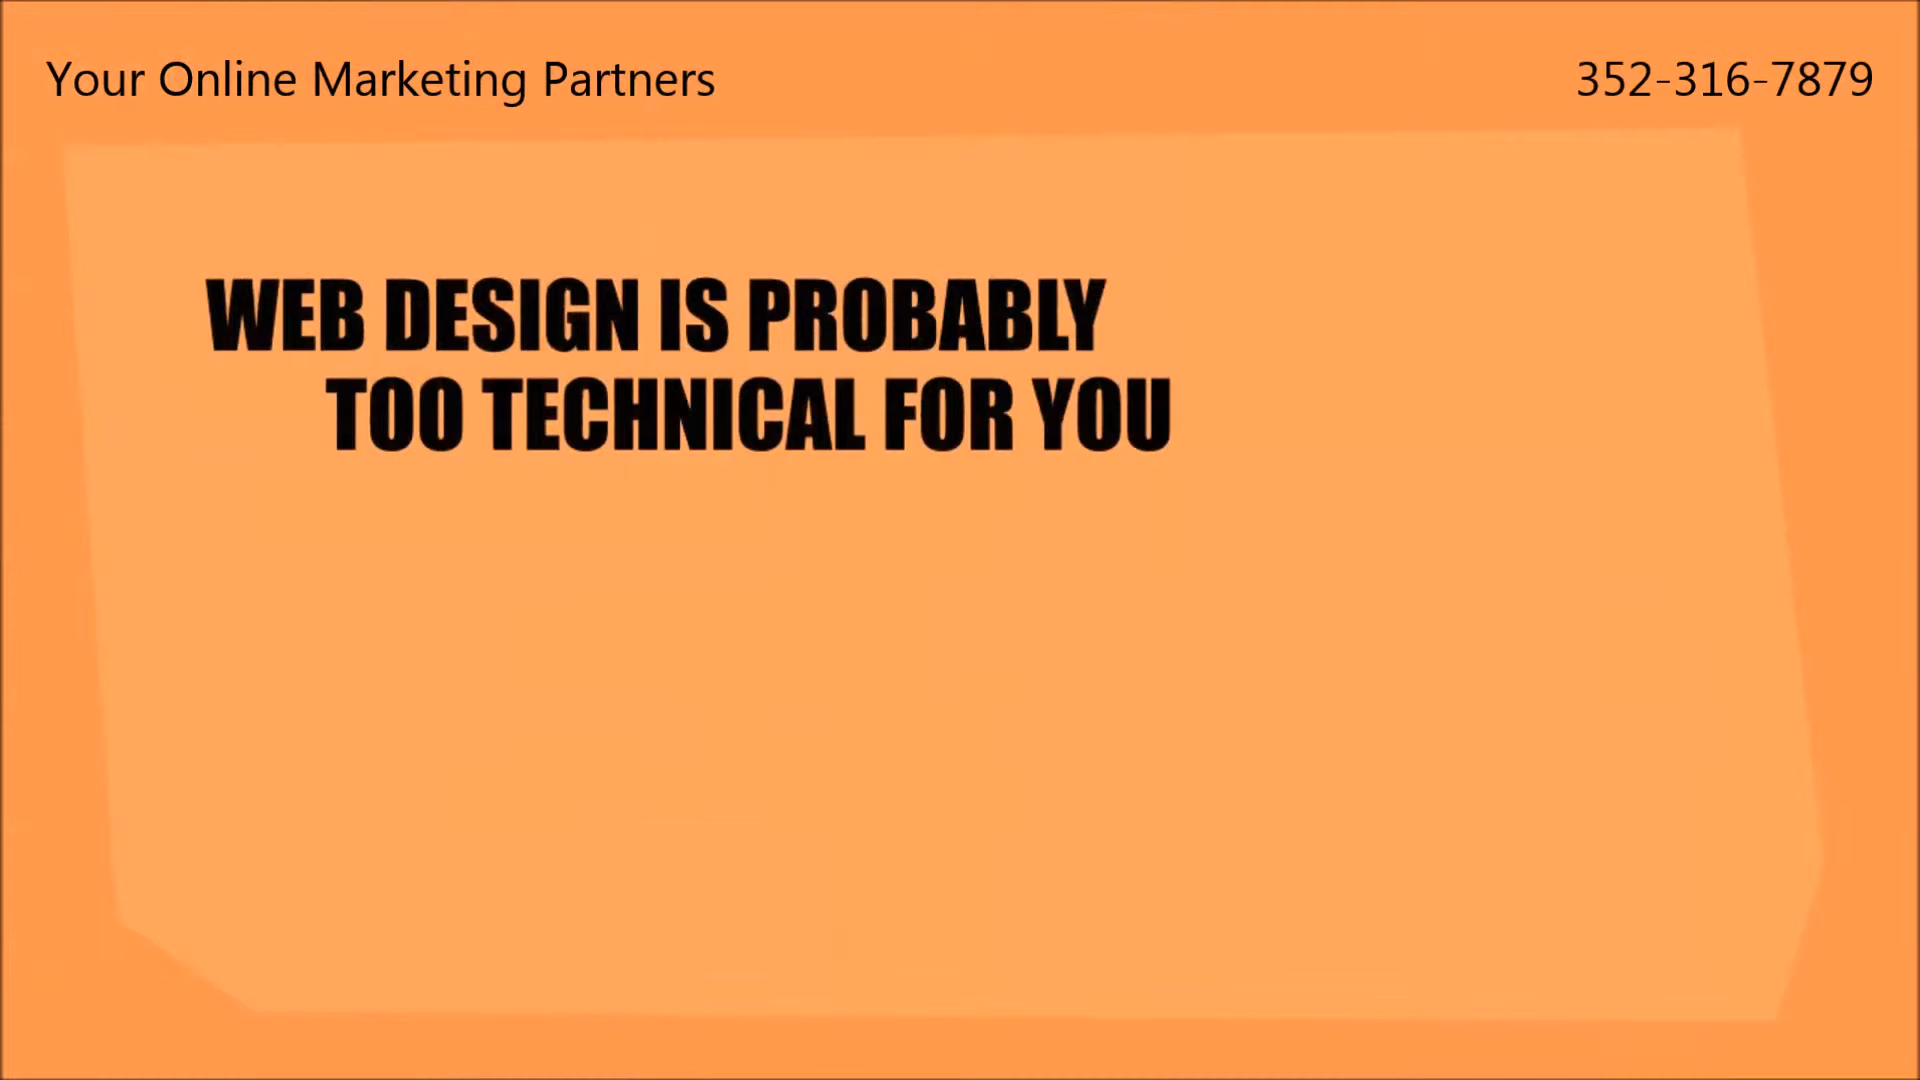 Your Online Marketing Partners
352-316-7879
WEB DESIGN IS PROBABLY
TOO TECHNICAL FOR YOU